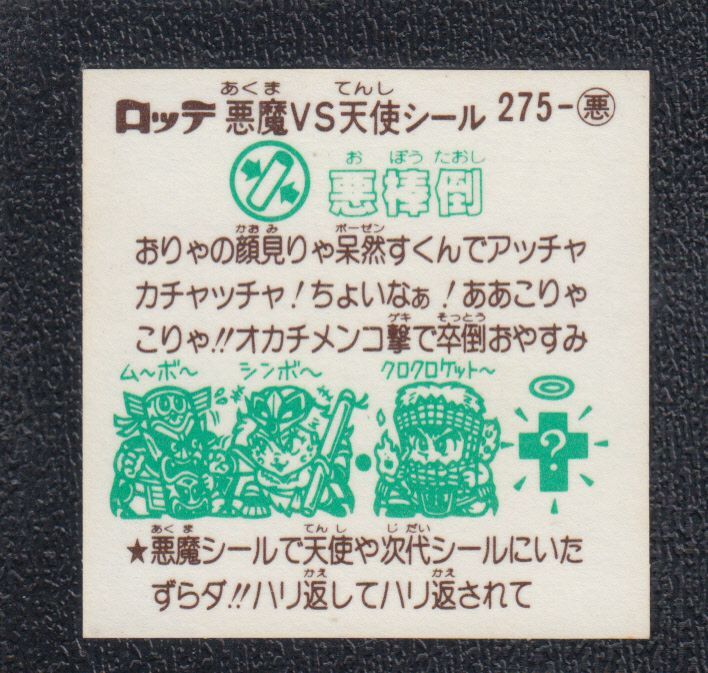 ロッテ 悪魔VS天使シール 275-悪
あくま てんし
悪棒倒
お ぼう たおし
おりゃの顔見りゃ呆然すくんでアッチャ
かおみ ボーゼン
カチャッチャ!ちょいなぁ!ああこりゃ
こりゃ!!オカチメンコ撃で卒倒おやすみ
ゲキ そっとう
ム〜ボ〜 シンボ〜 クロクロケット〜
?
★悪魔シールで天使や次代シールにいた
あくま てんし じだい
ずらダ!!ハリ返してハリ返されて
かえ かえ